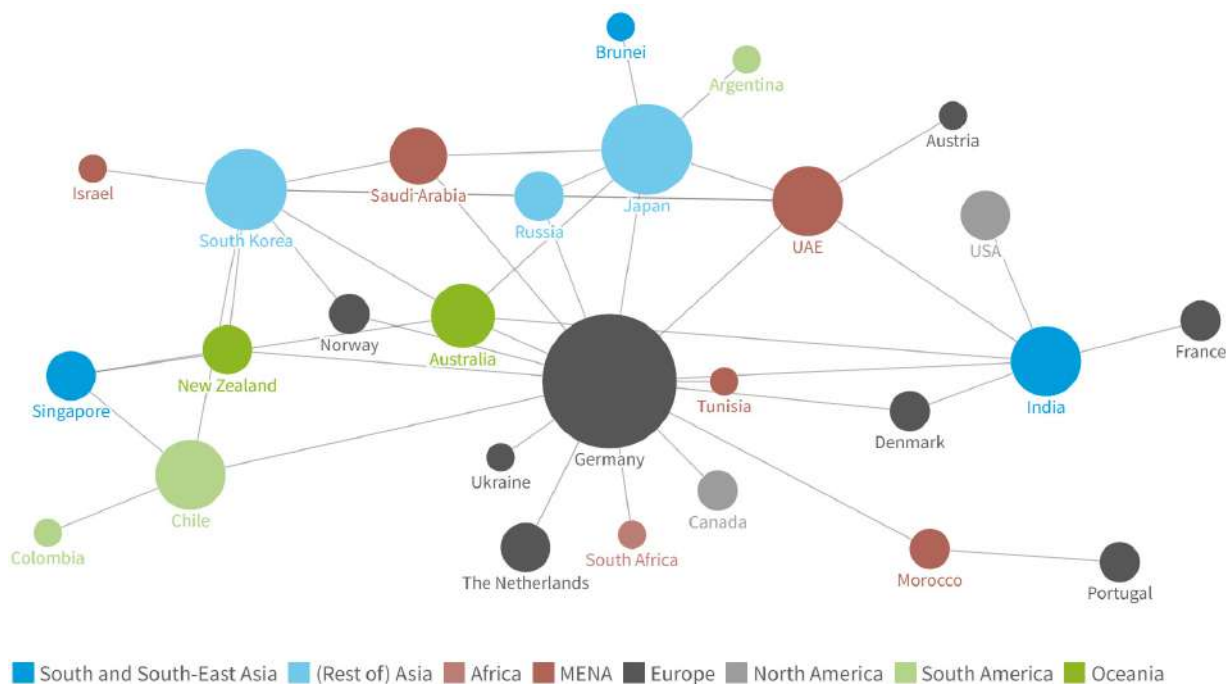 Brunei
Argentina
Austria
Israel
Saudi-Arabia
Japan
South Korea
Russia
UAE
USA
Norway
Australia
France
New Zealand
Tunisia
India
Singapore
Denmark
Germany
Ukraine
Chile
Canada
Colombia
South Africa
The Netherlands
Morocco
Portugal
South and South-East Asia (Rest of) Asia Africa MENA Europe North America South America Oceania